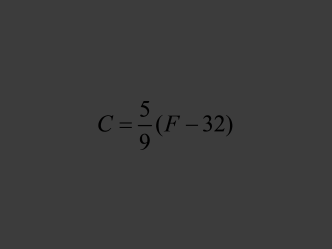 C = 5/9 (F − 32)